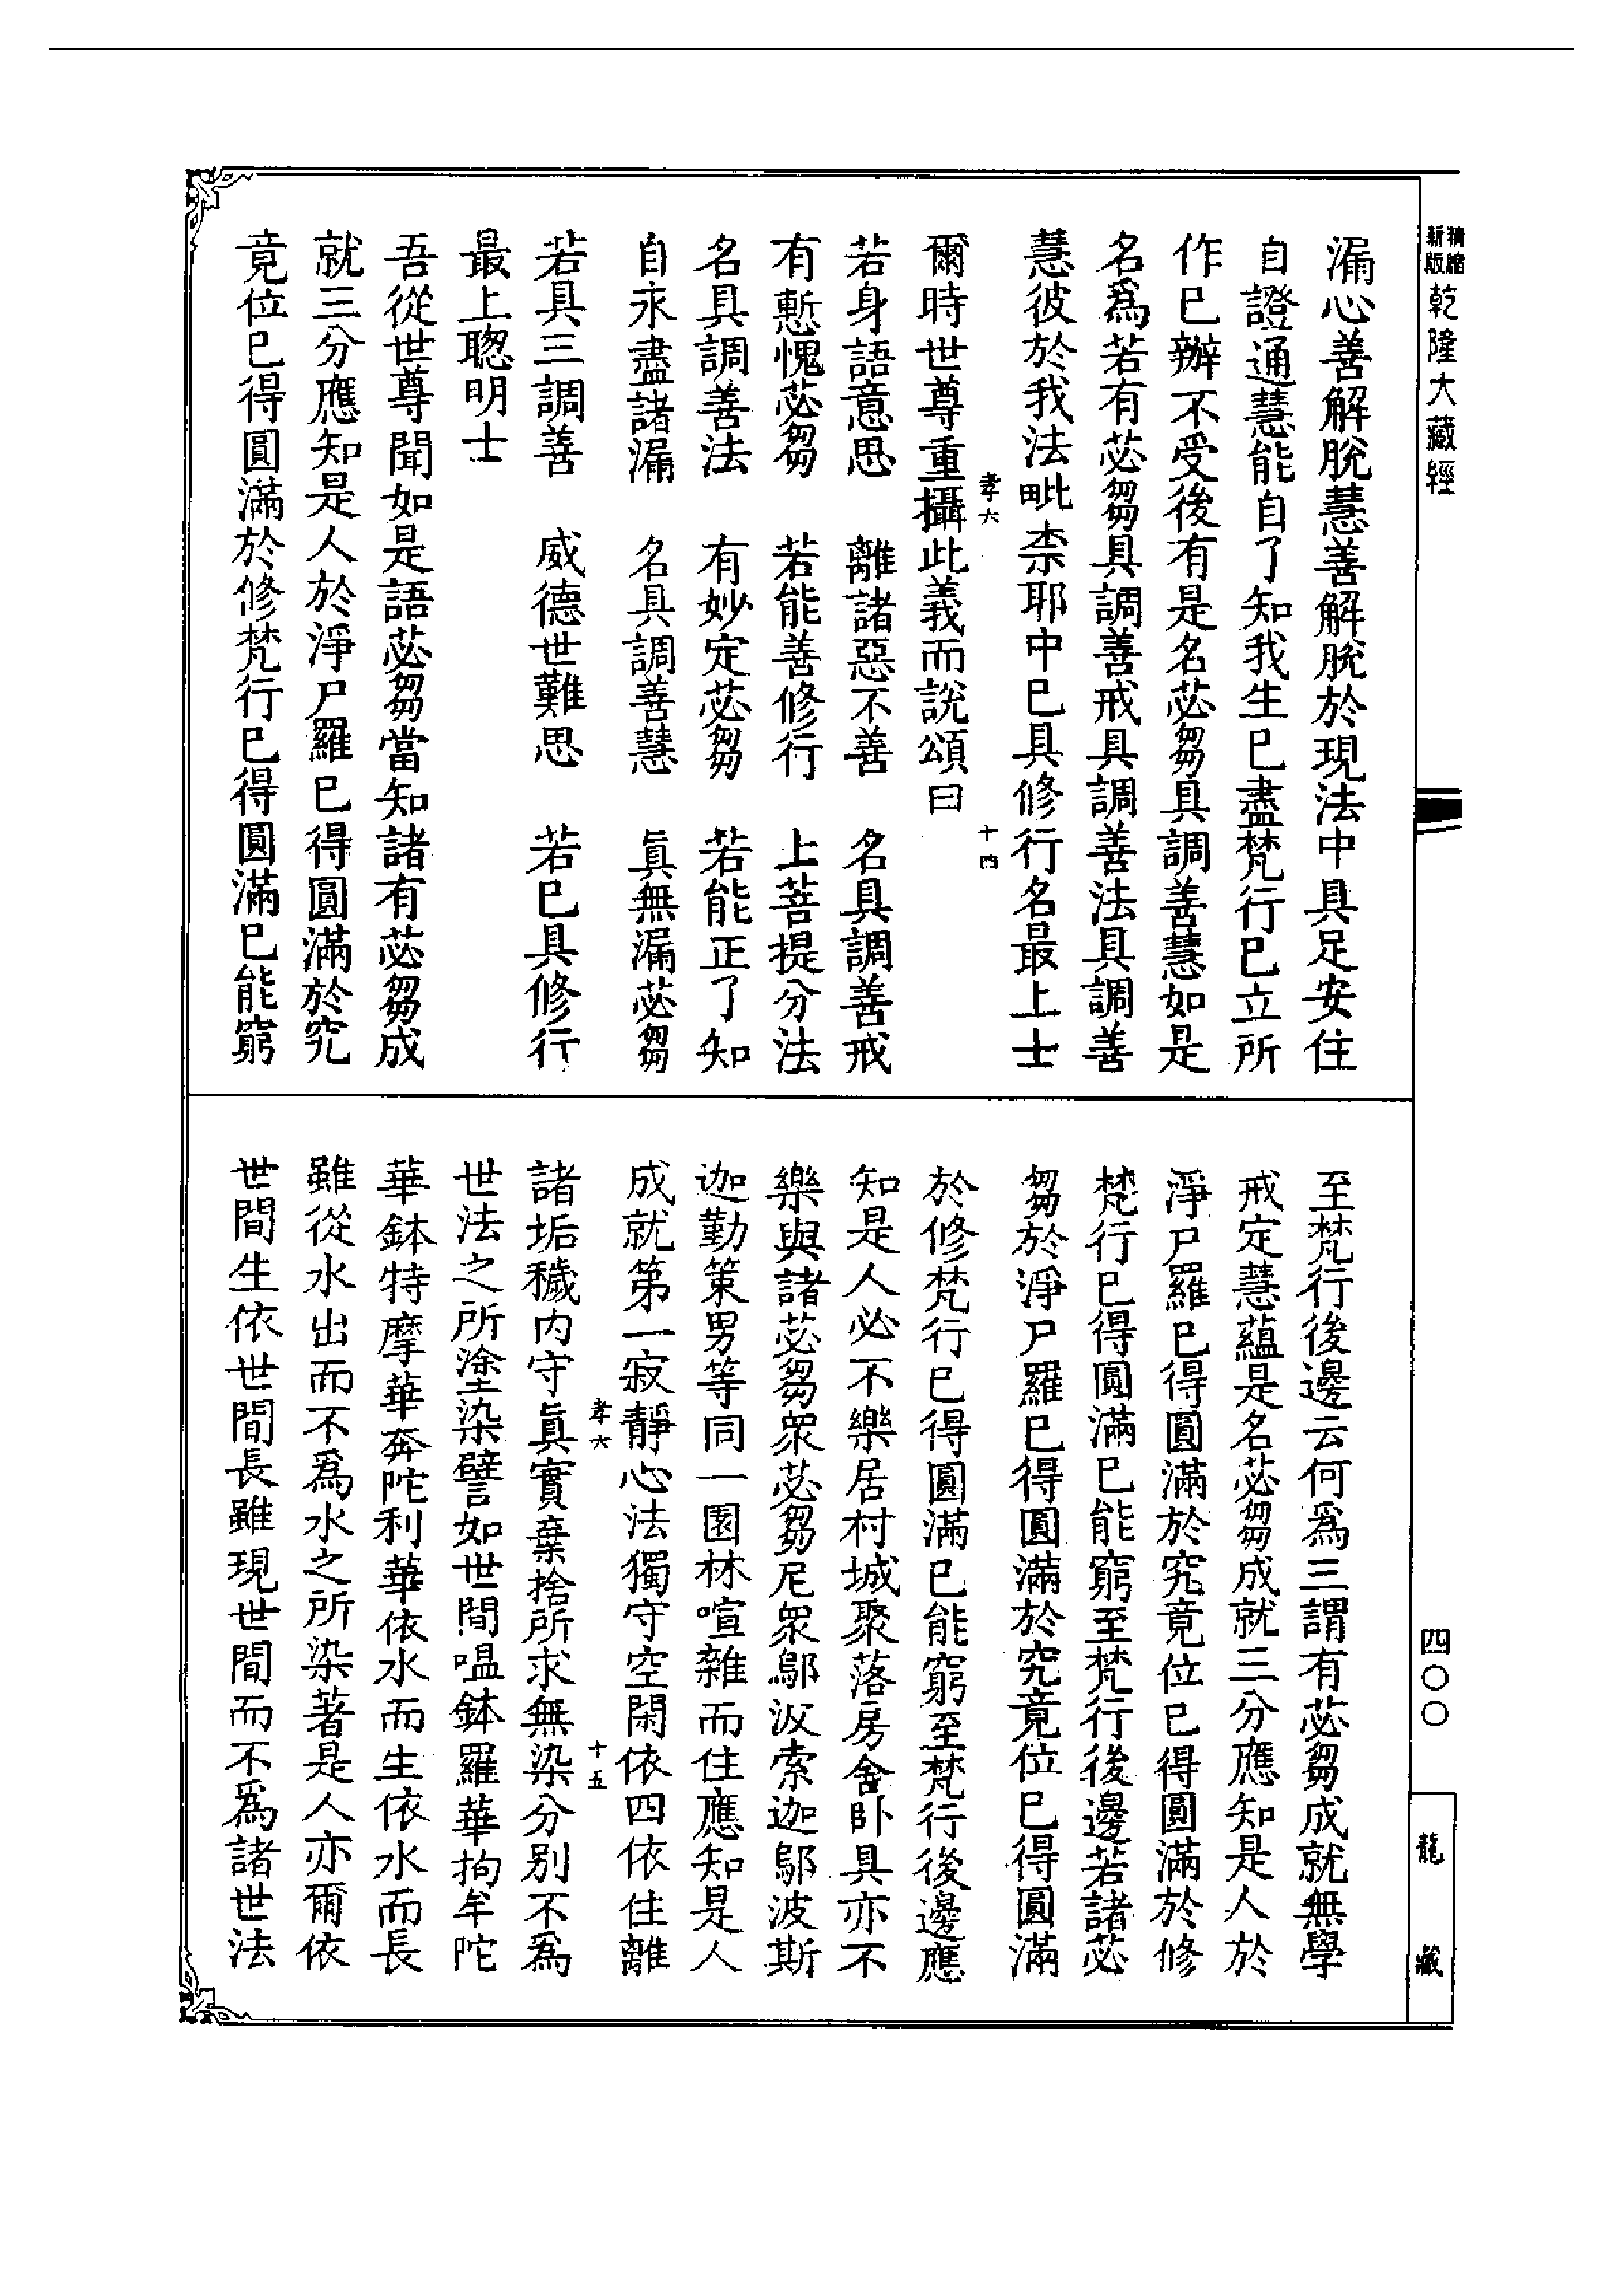 精縮新版乾隆大藏經
漏心善解脫慧善解脫於現法中具足安住
自證通慧能自了知我生已盡梵行已立所
作已辦不受後有是名苾芻具調善慧如是
名為若有苾芻具調善戒具調善法具調善
慧彼於我法毗柰耶中已具修行名最上士
孝六
十四
爾時世尊重攝此義而說頌曰
若身語意思 離諸惡不善 名具調善戒
有慙愧苾芻 若能善修行 上菩提分法
名具調善法 有妙定苾芻 若能正了知
自永盡諸漏 名具調善慧 眞無漏苾芻
若具三調善 威德世難思 若已具修行
最上聰明士
吾從世尊聞如是語苾芻當知諸有苾芻成
就三分應知是人於淨尸羅已得圓滿於究
竟位已得圓滿於修梵行已得圓滿已能窮
至梵行後邊云何爲三謂有苾芻成就無學
戒定慧蘊是名苾芻成就三分應知是人於
淨尸羅已得圓滿於究竟位已得圓滿於修
梵行已得圓滿已能窮至梵行後邊若諸苾
芻於淨尸羅已得圓滿於究竟位已得圓滿
於修梵行已得圓滿已能窮至梵行後邊應
知是人必不樂居村城聚落房舍臥具亦不
樂與諸苾芻眾苾芻尼眾鄔波索迦鄔波斯
迦勤策男等同一園林喧雜而住應知是人
成就第一寂靜心法獨守空閑依四依住離
孝六
十五
諸垢穢內守眞實棄捨所求無染分別不爲
世法之所塗染譬如世間嗢鉢羅華拘牟陀
華鉢特摩華奔陀利華依水而生依水而長
雖從水出而不爲水之所染著是人亦爾依
世間生依世間長雖現世間而不爲諸世法
四〇〇
龍藏